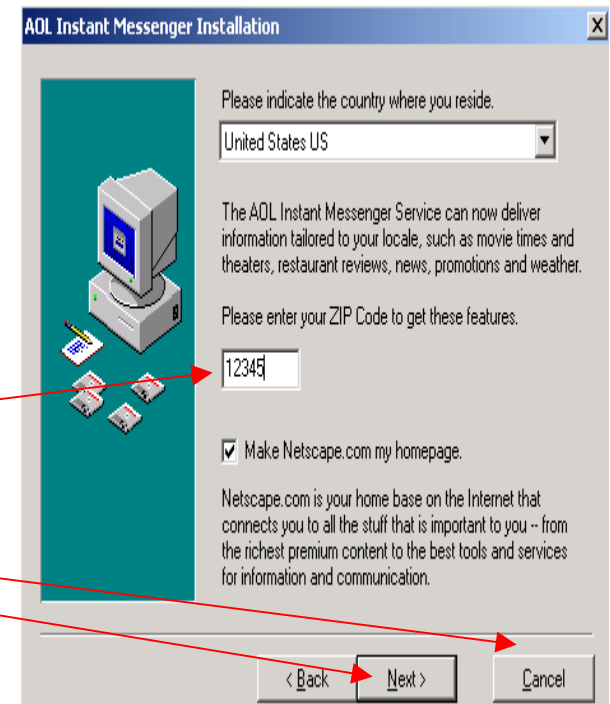 AOL Instant Messenger Installation
Please indicate the country where you reside.
United States US
The AOL Instant Messenger Service can now deliver
information tailored to your locale, such as movie times and
theaters, restaurant reviews, news, promotions and weather.
Please enter your ZIP Code to get these features.
12345
Make Netscape.com my homepage.
Netscape.com is your home base on the Internet that
connects you to all the stuff that is important to you -- from
the richest premium content to the best tools and services
for information and communication.
< Back Next > Cancel